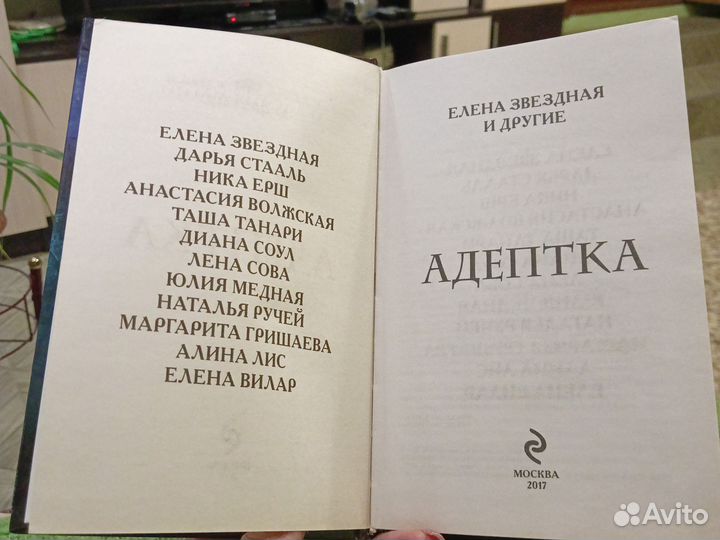 ЕЛЕНА ЗВЕЗДНАЯ
ДАРЬЯ СТААЛЬ
НИКА ЕРШ
АНАСТАСИЯ ВОЛЖСКАЯ
ТАША ТАНАРИ
ДИАНА СОУЛ
ЛЕНА СОВА
ЮЛИЯ МЕДНАЯ
НАТАЛЬЯ РУЧЕЙ
МАРГАРИТА ГРИШАЕВА
АЛИНА ЛИС
ЕЛЕНА ВИЛАР
ЕЛЕНА ЗВЕЗДНАЯ
И ДРУГИЕ
АДЕПТКА
МОСКВА
2017
Avito